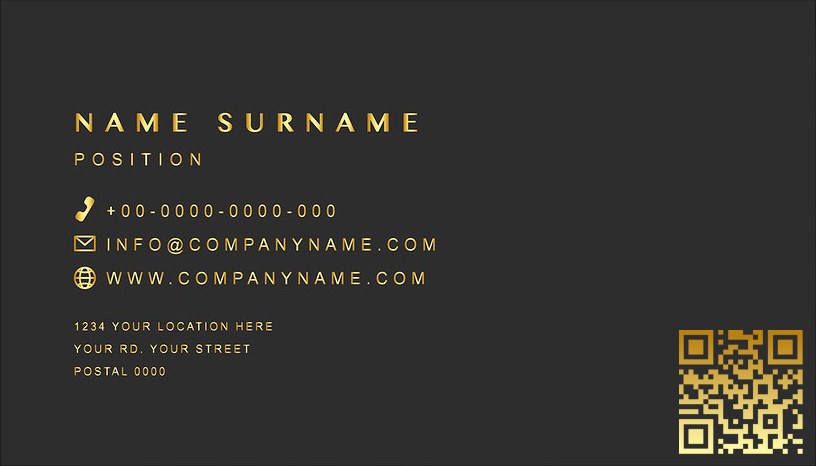 NAME SURNAME
POSITION
+00-0000-0000-000
INFO@COMPANYNAME.COM
WWW.COMPANYNAME.COM
1234 YOUR LOCATION HERE
YOUR RD. YOUR STREET
POSTAL 0000